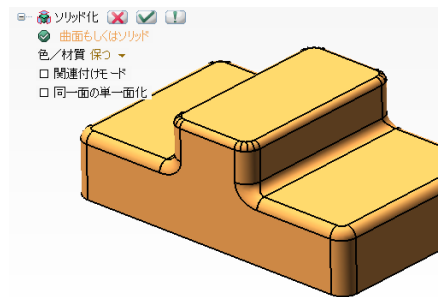 ソリッド化
曲面もしくはソリッド
色/材質 保つ
関連付けモード
同一面の単一面化